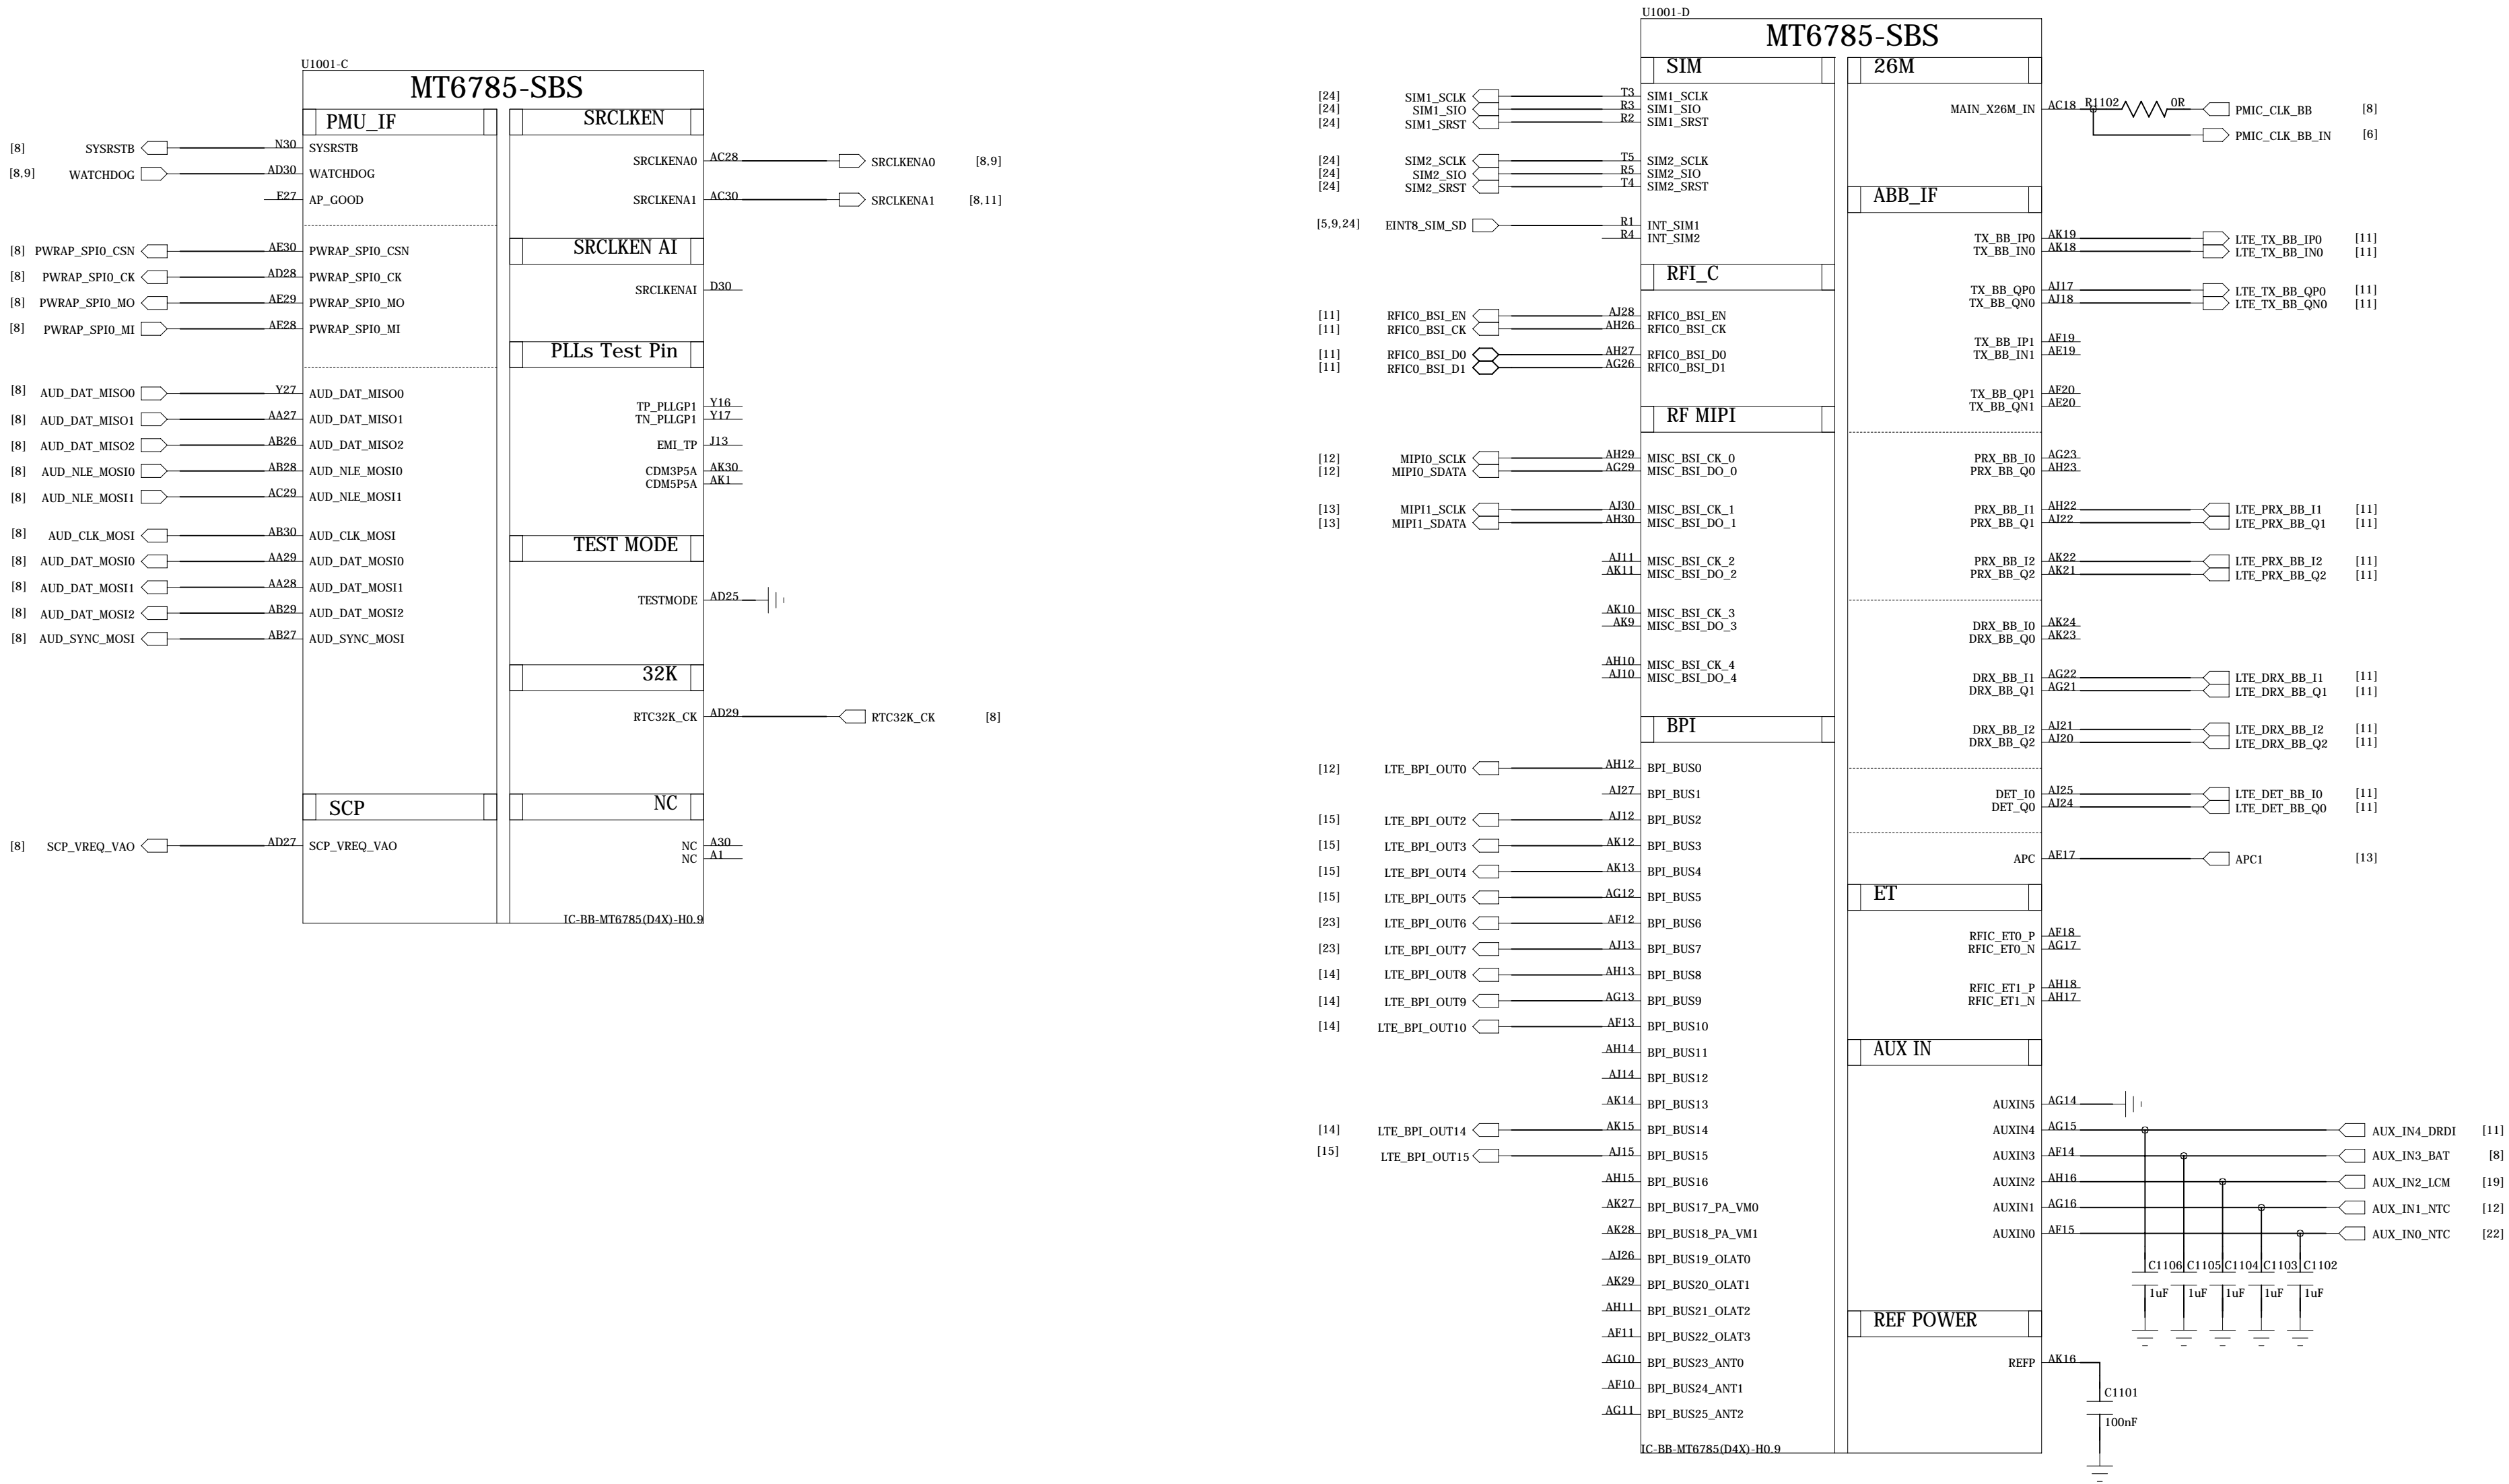 U1001-C
MT6785-SBS
PMU_IF
SRCLKEN
[8] SYSRSTB N30 SYSRSTB
SRCLKENA0 AC28 SRCLKENA0 [8,9]
[8,9] WATCHDOG AD30 WATCHDOG
E27 AP_GOOD
SRCLKENA1 AC30 SRCLKENA1 [8,11]
SRCLKEN AI
[8] PWRAP_SPI0_CSN AE30 PWRAP_SPI0_CSN
[8] PWRAP_SPI0_CK AD28 PWRAP_SPI0_CK
SRCLKENAI D30
[8] PWRAP_SPI0_MO AE29 PWRAP_SPI0_MO
[8] PWRAP_SPI0_MI AE28 PWRAP_SPI0_MI
PLLs Test Pin
[8] AUD_DAT_MISO0 Y27 AUD_DAT_MISO0
TP_PLLGP1 Y16
[8] AUD_DAT_MISO1 AA27 AUD_DAT_MISO1
TN_PLLGP1 Y17
[8] AUD_DAT_MISO2 AB26 AUD_DAT_MISO2
EMI_TP J13
[8] AUD_NLE_MOSI0 AB28 AUD_NLE_MOSI0
CDM3P5A AK30
CDM5P5A AK1
[8] AUD_NLE_MOSI1 AC29 AUD_NLE_MOSI1
[8] AUD_CLK_MOSI AB30 AUD_CLK_MOSI
TEST MODE
[8] AUD_DAT_MOSI0 AA29 AUD_DAT_MOSI0
[8] AUD_DAT_MOSI1 AA28 AUD_DAT_MOSI1
TESTMODE AD25
[8] AUD_DAT_MOSI2 AB29 AUD_DAT_MOSI2
[8] AUD_SYNC_MOSI AB27 AUD_SYNC_MOSI
32K
RTC32K_CK AD29 RTC32K_CK [8]
SCP
NC
[8] SCP_VREQ_VAO AD27 SCP_VREQ_VAO
NC A30
NC A1
IC-BB-MT6785(D4X)-H0.9
U1001-D
MT6785-SBS
SIM
[24] SIM1_SCLK T3 SIM1_SCLK
[24] SIM1_SIO R3 SIM1_SIO
[24] SIM1_SRST R2 SIM1_SRST
[24] SIM2_SCLK T5 SIM2_SCLK
[24] SIM2_SIO R5 SIM2_SIO
[24] SIM2_SRST T4 SIM2_SRST
[5,9,24] EINT8_SIM_SD R1 INT_SIM1
R4 INT_SIM2
RFI_C
[11] RFIC0_BSI_EN AJ28 RFIC0_BSI_EN
[11] RFIC0_BSI_CK AH26 RFIC0_BSI_CK
[11] RFIC0_BSI_D0 AH27 RFIC0_BSI_D0
[11] RFIC0_BSI_D1 AG26 RFIC0_BSI_D1
RF MIPI
[12] MIPI0_SCLK AH29 MISC_BSI_CK_0
[12] MIPI0_SDATA AG29 MISC_BSI_DO_0
[13] MIPI1_SCLK AJ30 MISC_BSI_CK_1
[13] MIPI1_SDATA AH30 MISC_BSI_DO_1
AJ11 MISC_BSI_CK_2
AK11 MISC_BSI_DO_2
AK10 MISC_BSI_CK_3
AK9 MISC_BSI_DO_3
AH10 MISC_BSI_CK_4
AJ10 MISC_BSI_DO_4
BPI
[12] LTE_BPI_OUT0 AH12 BPI_BUS0
AJ27 BPI_BUS1
[15] LTE_BPI_OUT2 AJ12 BPI_BUS2
[15] LTE_BPI_OUT3 AK12 BPI_BUS3
[15] LTE_BPI_OUT4 AK13 BPI_BUS4
[15] LTE_BPI_OUT5 AG12 BPI_BUS5
[23] LTE_BPI_OUT6 AF12 BPI_BUS6
[23] LTE_BPI_OUT7 AJ13 BPI_BUS7
[14] LTE_BPI_OUT8 AH13 BPI_BUS8
[14] LTE_BPI_OUT9 AG13 BPI_BUS9
[14] LTE_BPI_OUT10 AF13 BPI_BUS10
AH14 BPI_BUS11
AJ14 BPI_BUS12
AK14 BPI_BUS13
[14] LTE_BPI_OUT14 AK15 BPI_BUS14
[15] LTE_BPI_OUT15 AJ15 BPI_BUS15
AH15 BPI_BUS16
AK27 BPI_BUS17_PA_VM0
AK28 BPI_BUS18_PA_VM1
AJ26 BPI_BUS19_OLAT0
AK29 BPI_BUS20_OLAT1
AH11 BPI_BUS21_OLAT2
AF11 BPI_BUS22_OLAT3
AG10 BPI_BUS23_ANT0
AF10 BPI_BUS24_ANT1
AG11 BPI_BUS25_ANT2
IC-BB-MT6785(D4X)-H0.9
26M
MAIN_X26M_IN AC18 R1102 0R PMIC_CLK_BB [8]
PMIC_CLK_BB_IN [6]
ABB_IF
TX_BB_IP0 AK19 LTE_TX_BB_IP0 [11]
TX_BB_IN0 AK18 LTE_TX_BB_IN0 [11]
TX_BB_QP0 AJ17 LTE_TX_BB_QP0 [11]
TX_BB_QN0 AJ18 LTE_TX_BB_QN0 [11]
TX_BB_IP1 AF19
TX_BB_IN1 AE19
TX_BB_QP1 AF20
TX_BB_QN1 AE20
PRX_BB_I0 AG23
PRX_BB_Q0 AH23
PRX_BB_I1 AH22 LTE_PRX_BB_I1 [11]
PRX_BB_Q1 AJ22 LTE_PRX_BB_Q1 [11]
PRX_BB_I2 AK22 LTE_PRX_BB_I2 [11]
PRX_BB_Q2 AK21 LTE_PRX_BB_Q2 [11]
DRX_BB_I0 AK24
DRX_BB_Q0 AK23
DRX_BB_I1 AG22 LTE_DRX_BB_I1 [11]
DRX_BB_Q1 AG21 LTE_DRX_BB_Q1 [11]
DRX_BB_I2 AJ21 LTE_DRX_BB_I2 [11]
DRX_BB_Q2 AJ20 LTE_DRX_BB_Q2 [11]
DET_I0 AJ25 LTE_DET_BB_I0 [11]
DET_Q0 AJ24 LTE_DET_BB_Q0 [11]
APC AE17 APC1 [13]
ET
RFIC_ET0_P AF18
RFIC_ET0_N AG17
RFIC_ET1_P AH18
RFIC_ET1_N AH17
AUX IN
AUXIN5 AG14
AUXIN4 AG15 AUX_IN4_DRDI [11]
AUXIN3 AF14 AUX_IN3_BAT [8]
AUXIN2 AH16 AUX_IN2_LCM [19]
AUXIN1 AG16 AUX_IN1_NTC [12]
AUXIN0 AF15 AUX_IN0_NTC [22]
C1106 C1105 C1104 C1103 C1102
1uF 1uF 1uF 1uF 1uF
REF POWER
REFP AK16
C1101
100nF